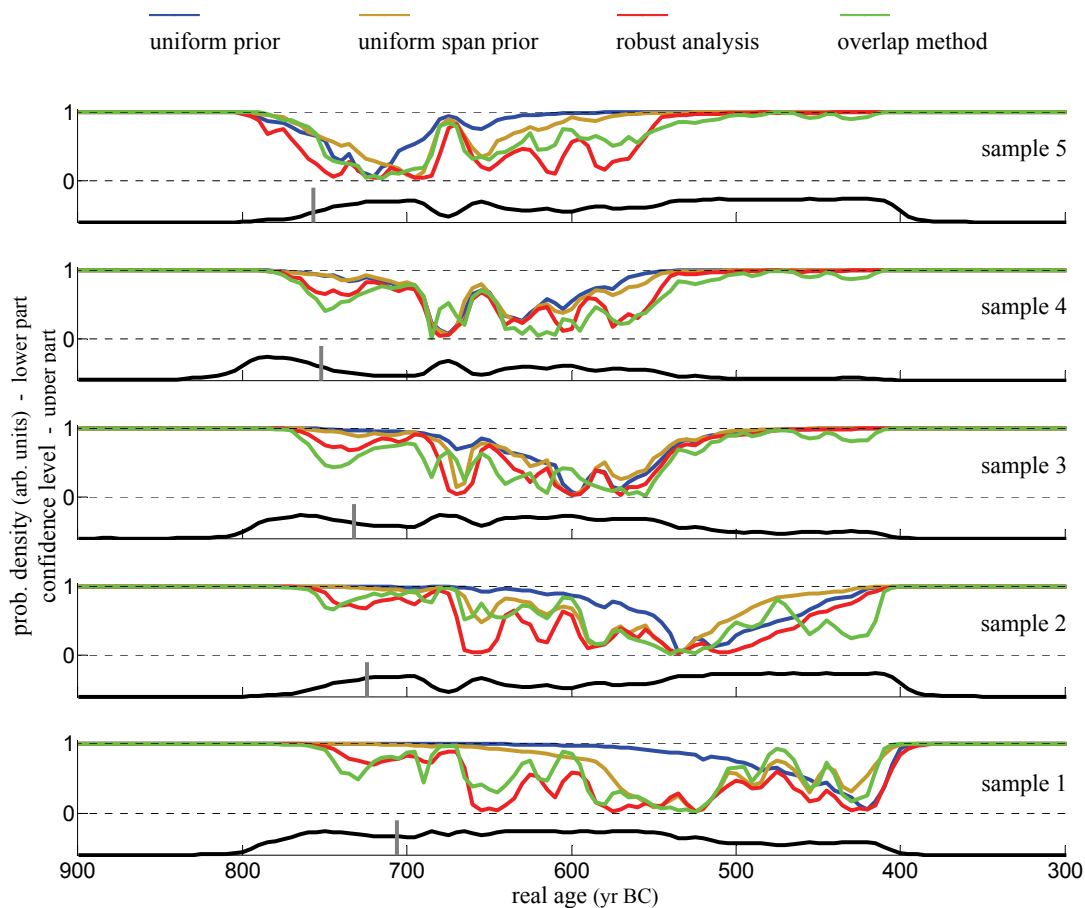 uniform prior
uniform span prior
robust analysis
overlap method
prob. density (arb. units) - lower part
confidence level - upper part
1
0
sample 5
1
0
sample 4
1
0
sample 3
1
0
sample 2
1
0
sample 1
900 800 700 600 500 400 300
real age (yr BC)